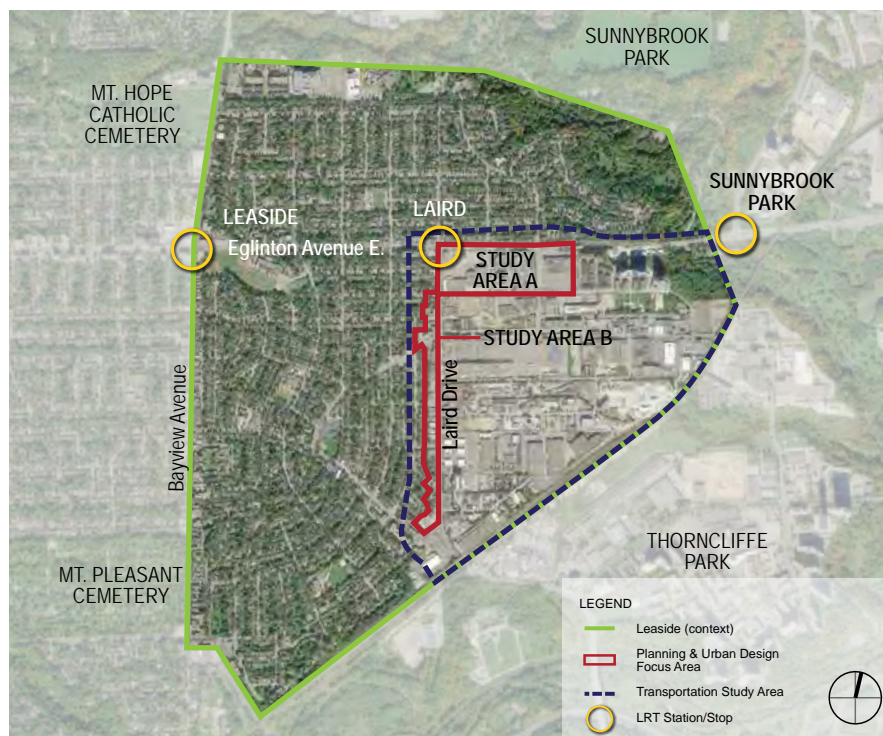 SUNNYBROOK
PARK
MT. HOPE
CATHOLIC
CEMETERY
SUNNYBROOK
PARK
LEASIDE
LAIRD
Eglinton Avenue E.
STUDY
AREA A
STUDY AREA B
Laird Drive
Bayview Avenue
THORNCLIFFE
PARK
MT. PLEASANT
CEMETERY
LEGEND
Leaside (context)
Planning & Urban Design
Focus Area
Transportation Study Area
LRT Station/Stop